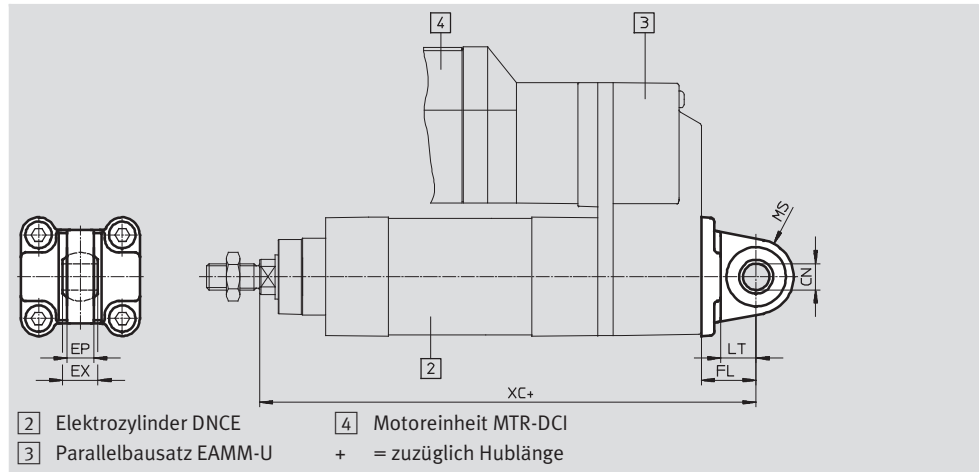 4
3
MS
CN
EP
EX
LT
FL
2
XC+
2 Elektrozylinder DNCE
4 Motoreinheit MTR-DCI
3 Parallelbausatz EAMM-U
+ = zuzüglich Hublänge